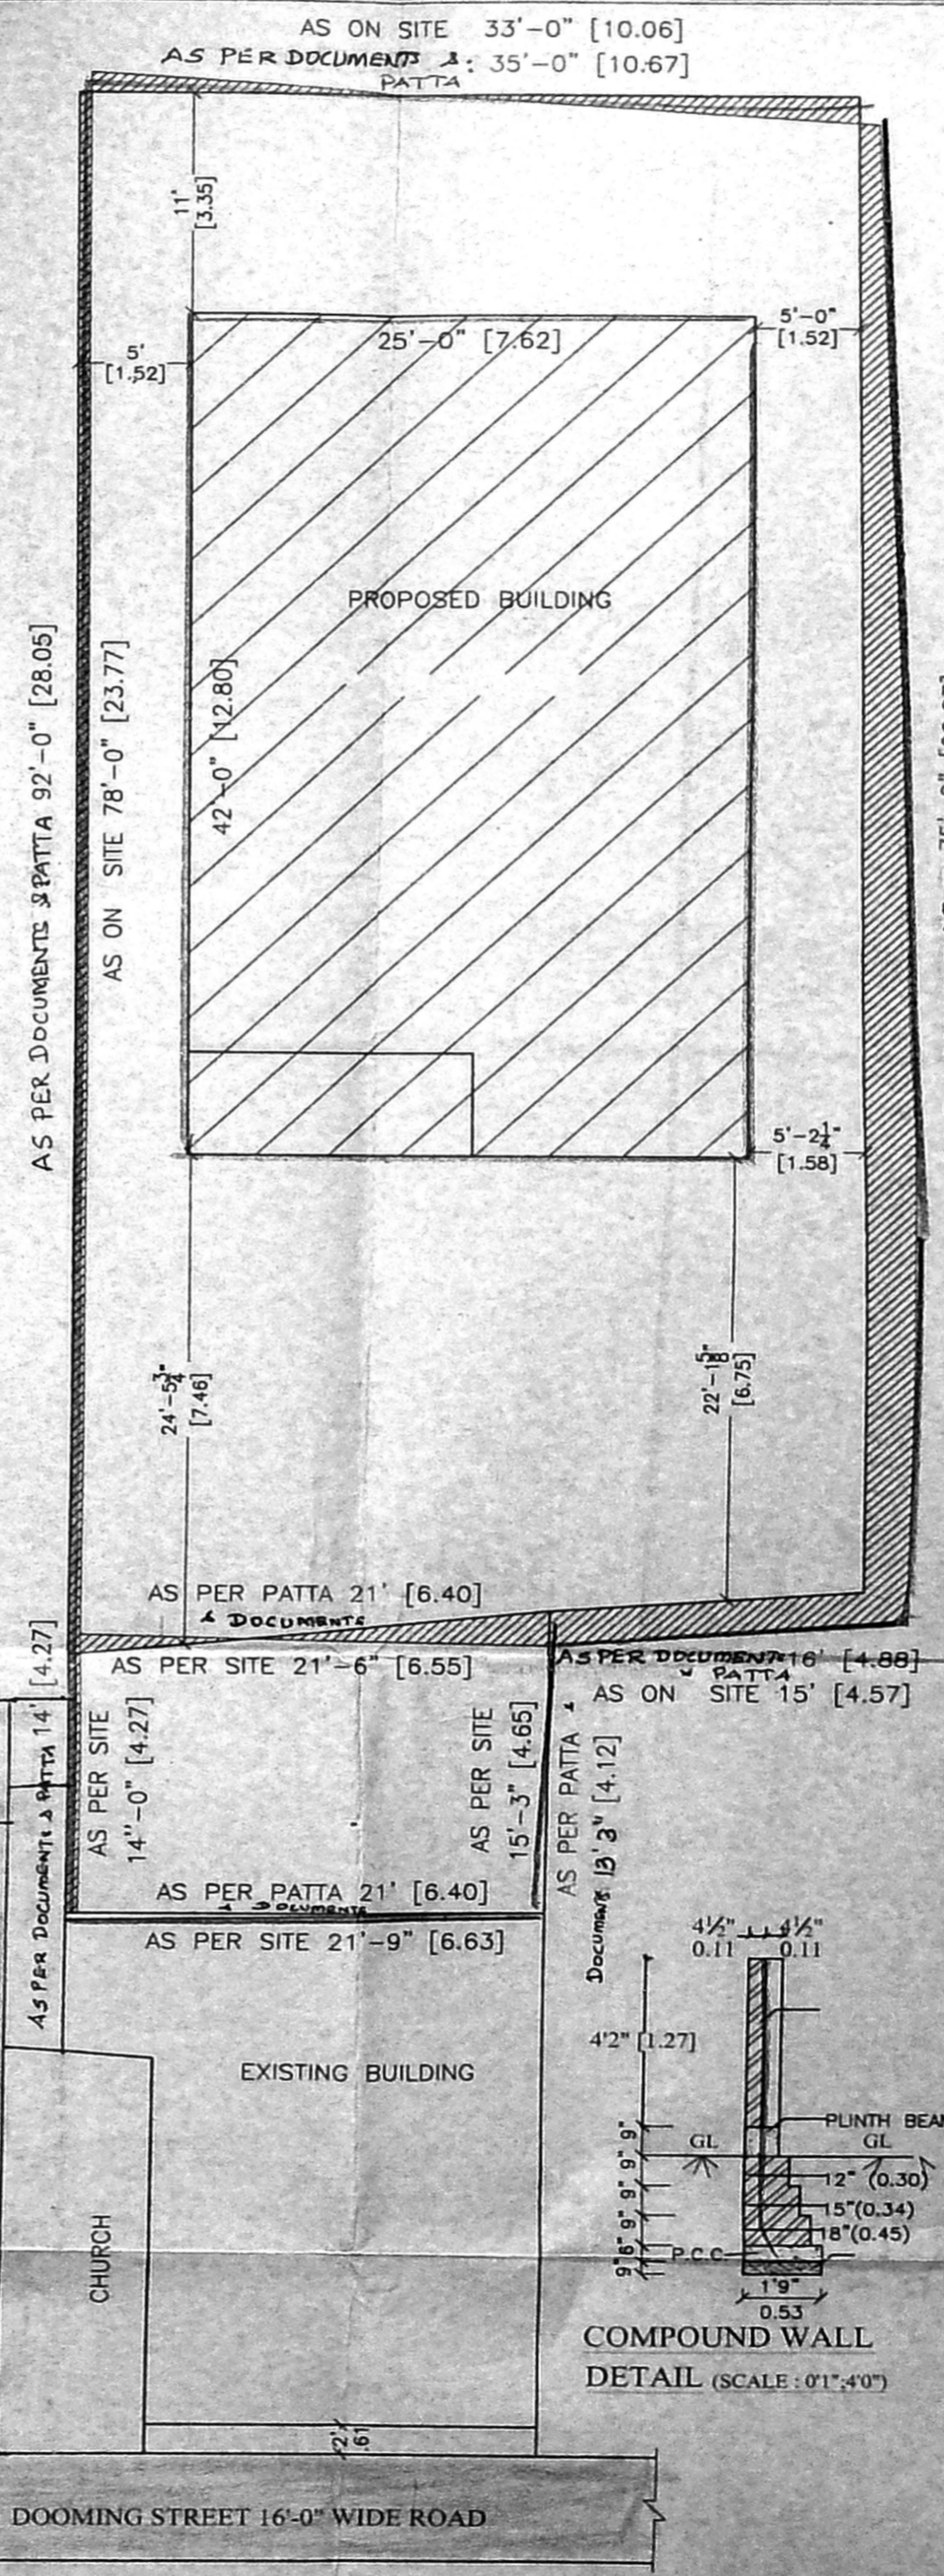 AS ON SITE 33'-0" [10.06]
AS PER DOCUMENTS &: 35'-0" [10.67]
PATTA
11'
[3.35]
25'-0" [7.62]
5'-0"
[1.52]
5'
[1.52]
PROPOSED BUILDING
42'-0" [12.80]
AS PER DOCUMENTS & PATTA 92'-0" [28.05]
AS ON SITE 78'-0" [23.77]
5'-2¼"
[1.58]
24'-5¾"
[7.46]
22'-1⅝"
[6.75]
AS PER PATTA 21' [6.40]
& DOCUMENTS
AS PER SITE 21'-6" [6.55]
AS PER DOCUMENTS 16' [4.88]
& PATTA
AS ON SITE 15' [4.57]
AS PER DOCUMENTS & PATTA 14' [4.27]
AS PER SITE
14"-0" [4.27]
AS PER SITE
15'-3" [4.65]
AS PER PATTA &
DOCUMENTS 13'3" [4.12]
AS PER PATTA 21' [6.40]
& DOCUMENTS
AS PER SITE 21'-9" [6.63]
EXISTING BUILDING
CHURCH
2'
.61
DOOMING STREET 16'-0" WIDE ROAD
4½" 4½"
0.11 0.11
4'2" [1.27]
PLINTH BEAM
GL GL
9" 9" 9" 9" 6" 9"
12" (0.30)
15"(0.34)
18"(0.45)
P.C.C
1'9"
0.53
COMPOUND WALL
DETAIL (SCALE : 0'1";4'0")